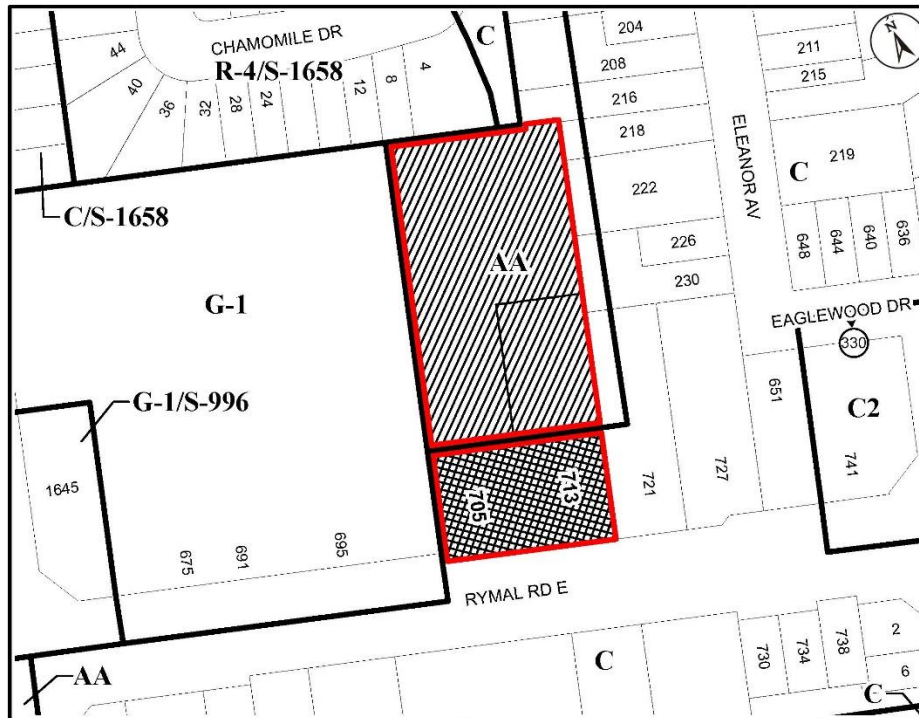 CHAMOMILE DR
R-4/S-1658
C
44
40
36
32
28
24
12
8
4
204
208
216
218
222
226
230
211
215
219
C
N
ELEANOR AV
648
644
640
636
C/S-1658
G-1
AA
EAGLEWOOD DR
330
G-1/S-996
651
C2
1645
741
705
713
721
727
675
691
695
RYMAL RD E
AA
C
730
734
738
2
6
C